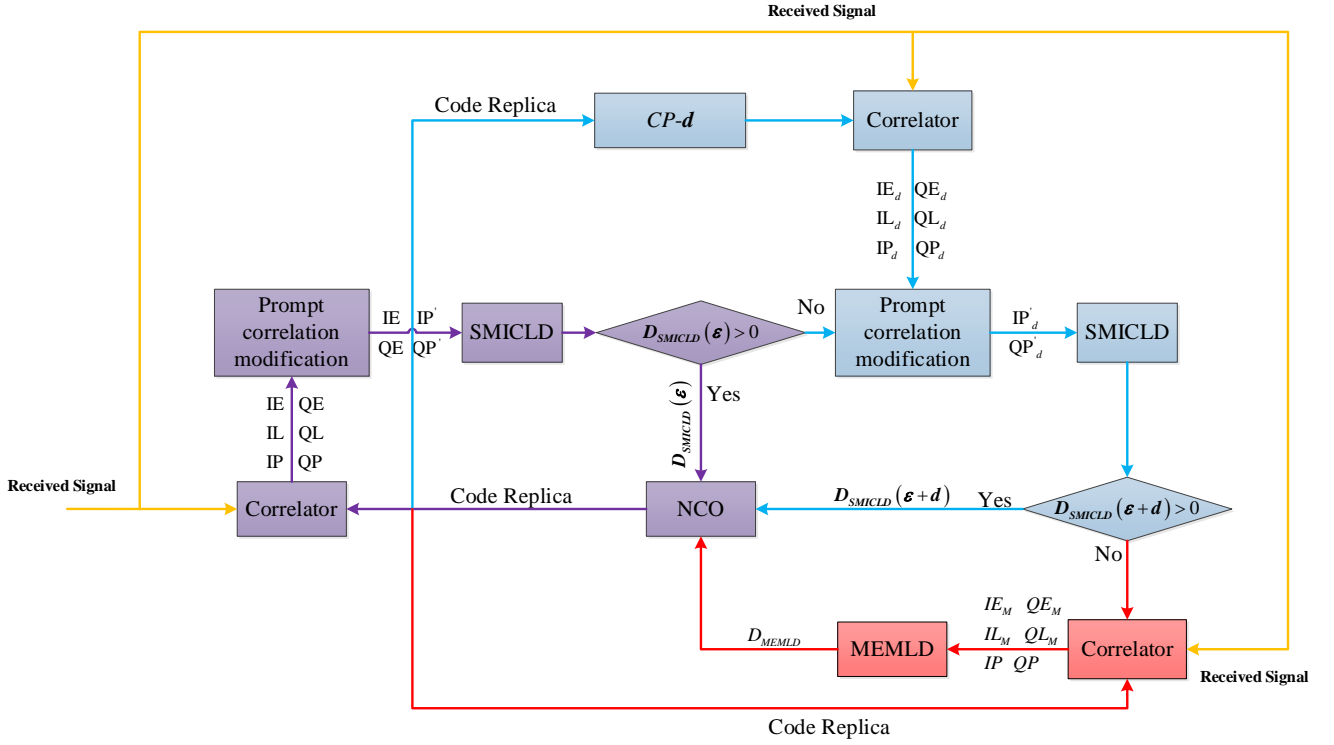 Received Signal
Code Replica
CP-d
Correlator
IE_d QE_d
IL_d QL_d
IP_d QP_d
Prompt
correlation
modification
IE IP'
QE QP'
SMICLD
D_SMICLD(ε)>0
No
Prompt
correlation
modification
IP'_d
QP'_d
SMICLD
Yes
D_SMICLD(ε)
IE QE
IL QL
IP QP
Received Signal
Correlator
Code Replica
NCO
D_SMICLD(ε+d)
Yes
D_SMICLD(ε+d)>0
No
D_MEMLD
MEMLD
IE_M QE_M
IL_M QL_M
IP QP
Correlator
Received Signal
Code Replica